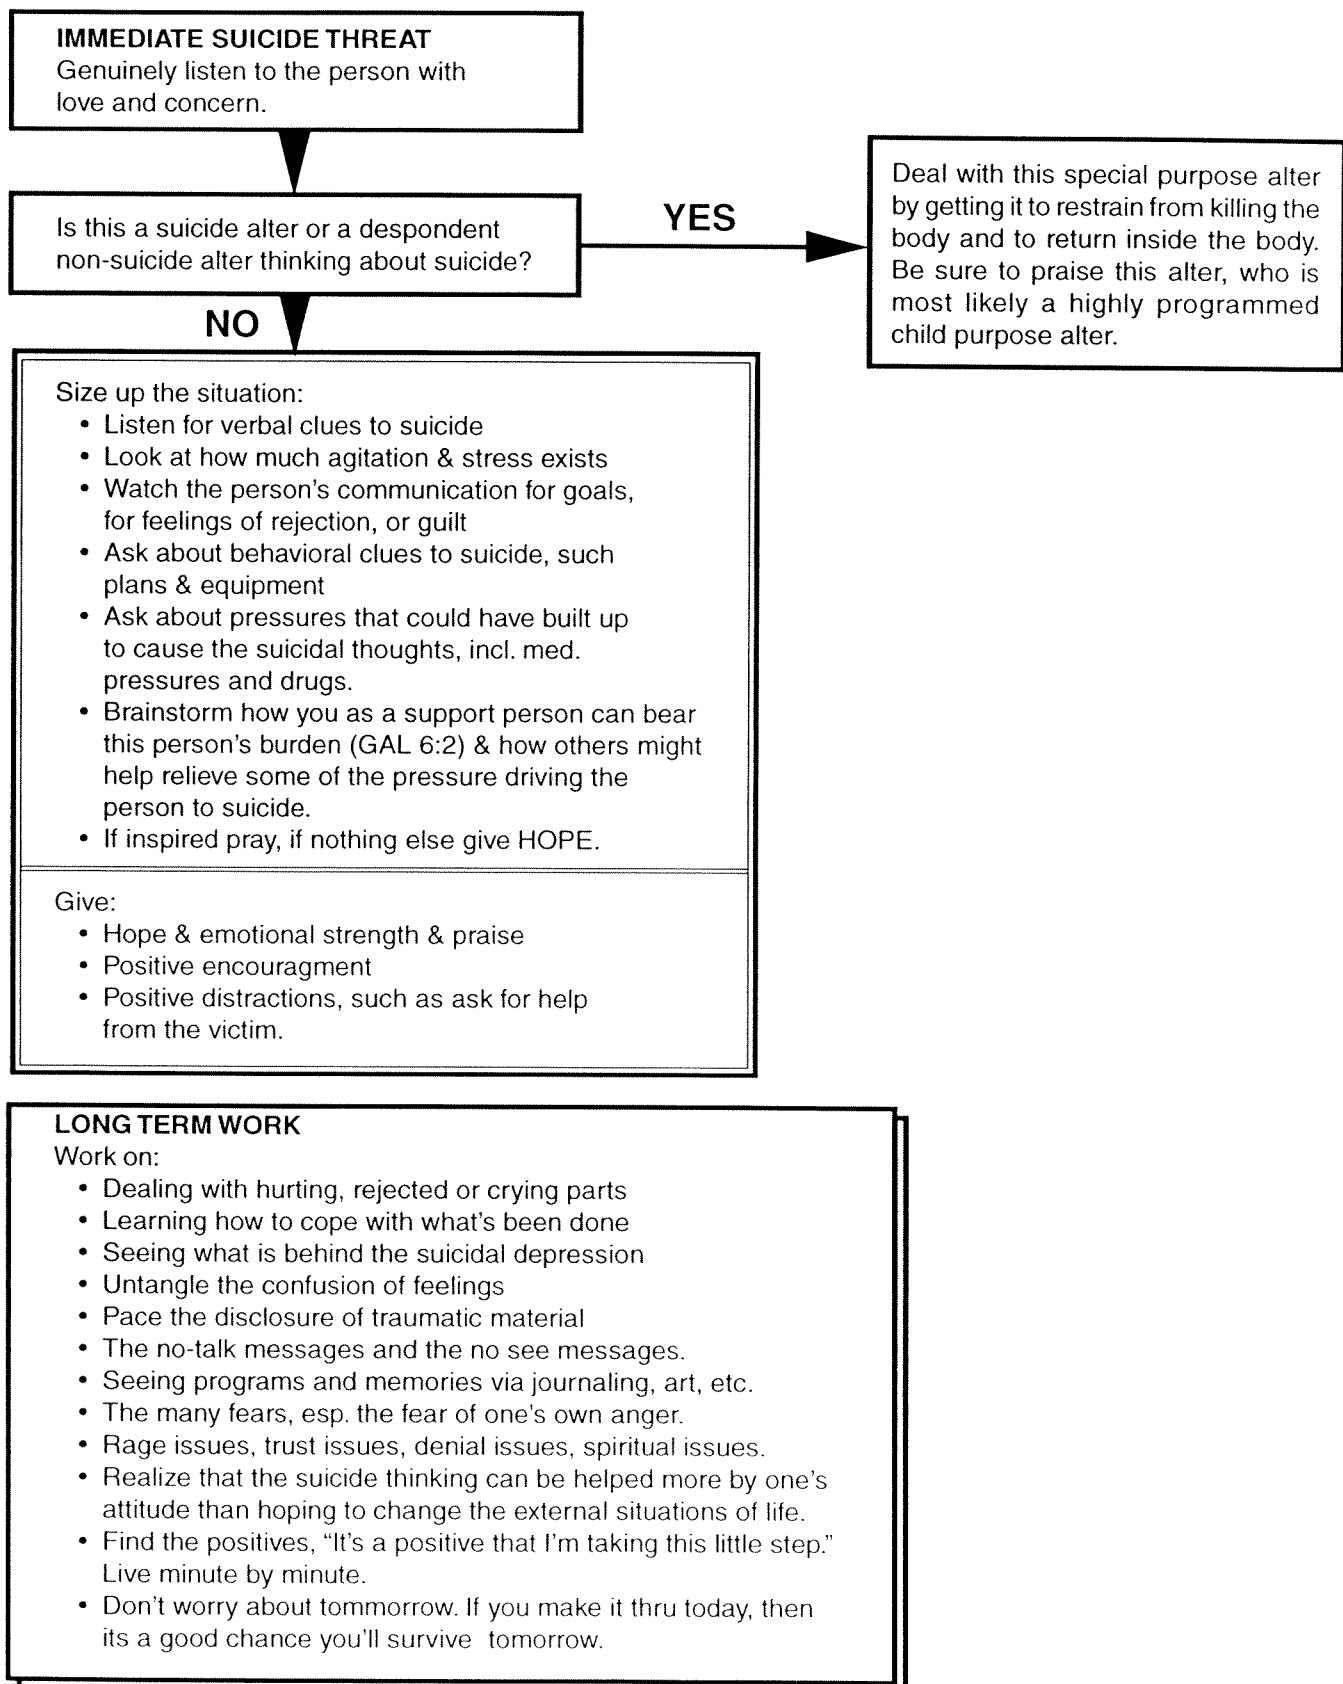 IMMEDIATE SUICIDE THREAT
Genuinely listen to the person with
love and concern.
Is this a suicide alter or a despondent
non-suicide alter thinking about suicide?
YES
Deal with this special purpose alter
by getting it to restrain from killing the
body and to return inside the body.
Be sure to praise this alter, who is
most likely a highly programmed
child purpose alter.
NO
Size up the situation:
• Listen for verbal clues to suicide
• Look at how much agitation & stress exists
• Watch the person's communication for goals,
for feelings of rejection, or guilt
• Ask about behavioral clues to suicide, such
plans & equipment
• Ask about pressures that could have built up
to cause the suicidal thoughts, incl. med.
pressures and drugs.
• Brainstorm how you as a support person can bear
this person's burden (GAL 6:2) & how others might
help relieve some of the pressure driving the
person to suicide.
• If inspired pray, if nothing else give HOPE.
Give:
• Hope & emotional strength & praise
• Positive encouragment
• Positive distractions, such as ask for help
from the victim.
LONG TERM WORK
Work on:
• Dealing with hurting, rejected or crying parts
• Learning how to cope with what's been done
• Seeing what is behind the suicidal depression
• Untangle the confusion of feelings
• Pace the disclosure of traumatic material
• The no-talk messages and the no see messages.
• Seeing programs and memories via journaling, art, etc.
• The many fears, esp. the fear of one's own anger.
• Rage issues, trust issues, denial issues, spiritual issues.
• Realize that the suicide thinking can be helped more by one's
attitude than hoping to change the external situations of life.
• Find the positives, "It's a positive that I'm taking this little step."
Live minute by minute.
• Don't worry about tommorrow. If you make it thru today, then
its a good chance you'll survive tomorrow.